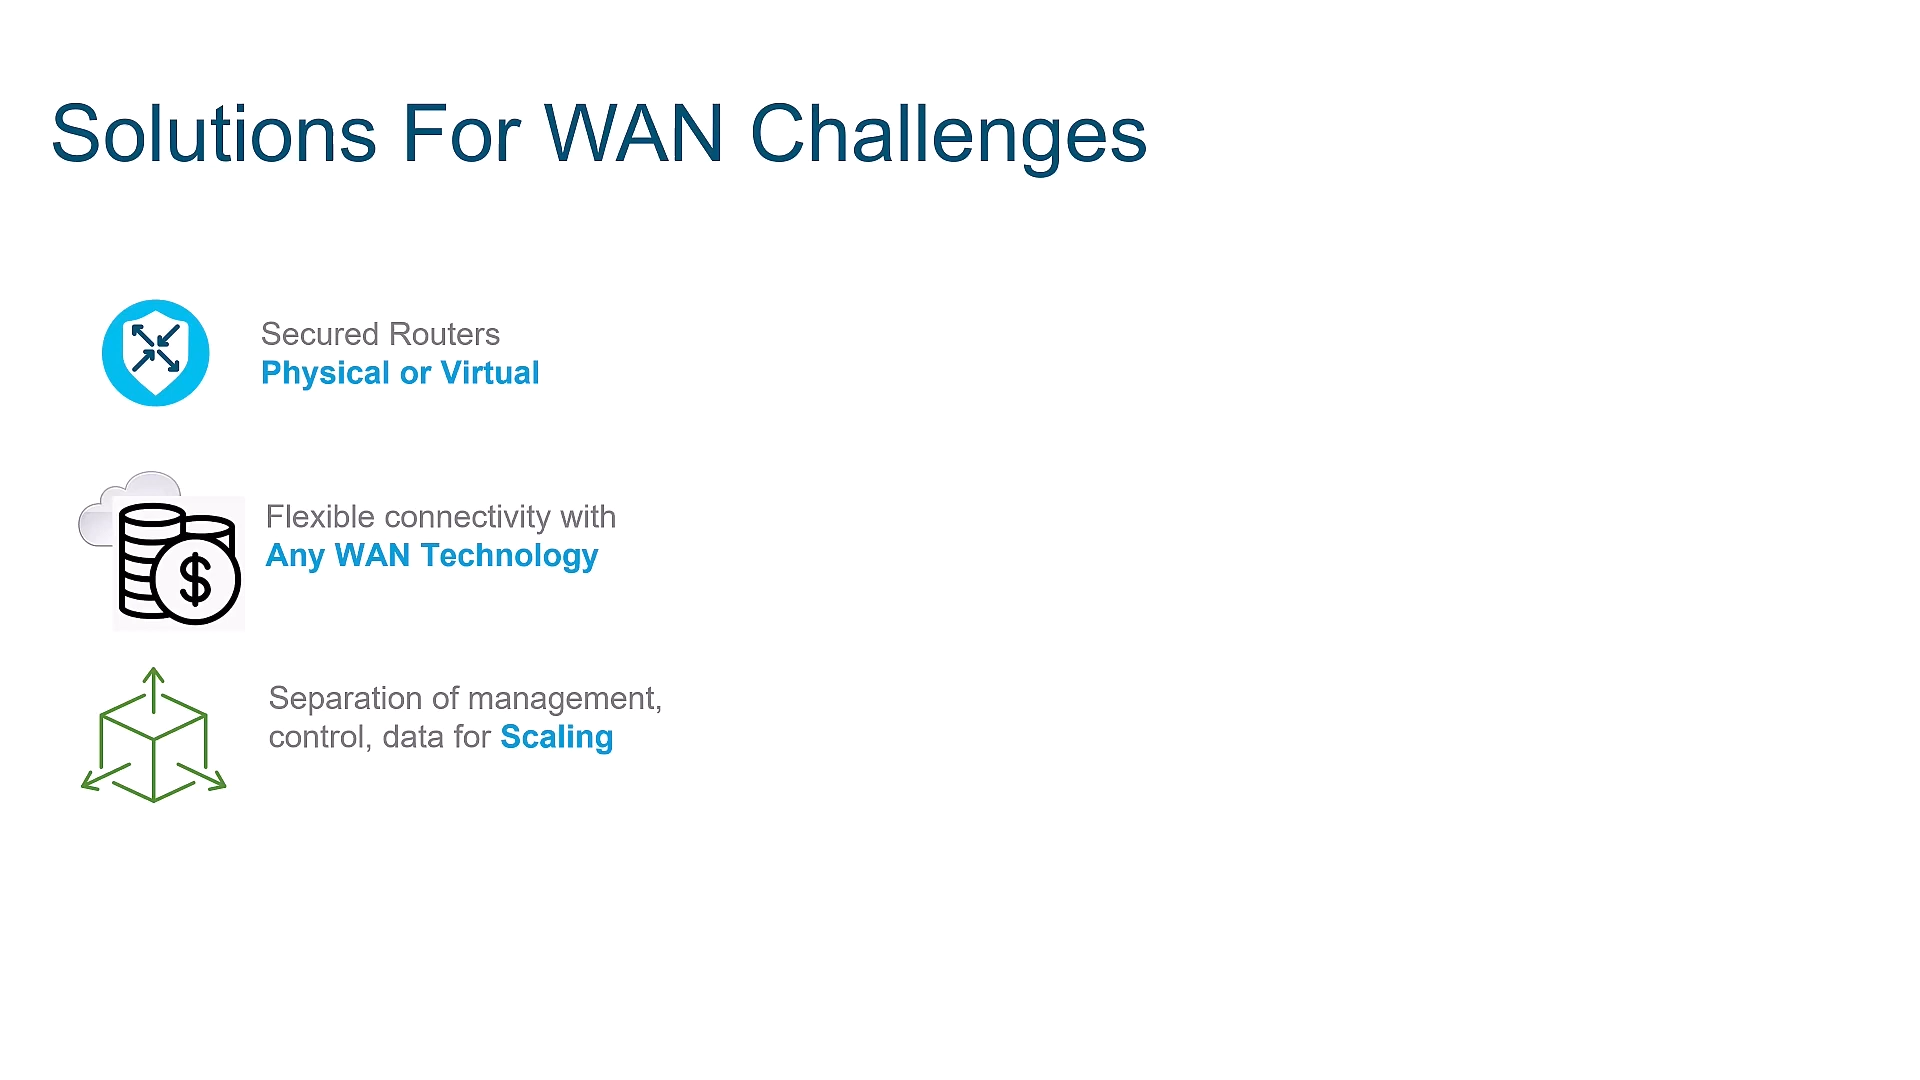 Solutions For WAN Challenges
Secured Routers
Physical or Virtual
Flexible connectivity with
Any WAN Technology
$
Separation of management,
control, data for Scaling